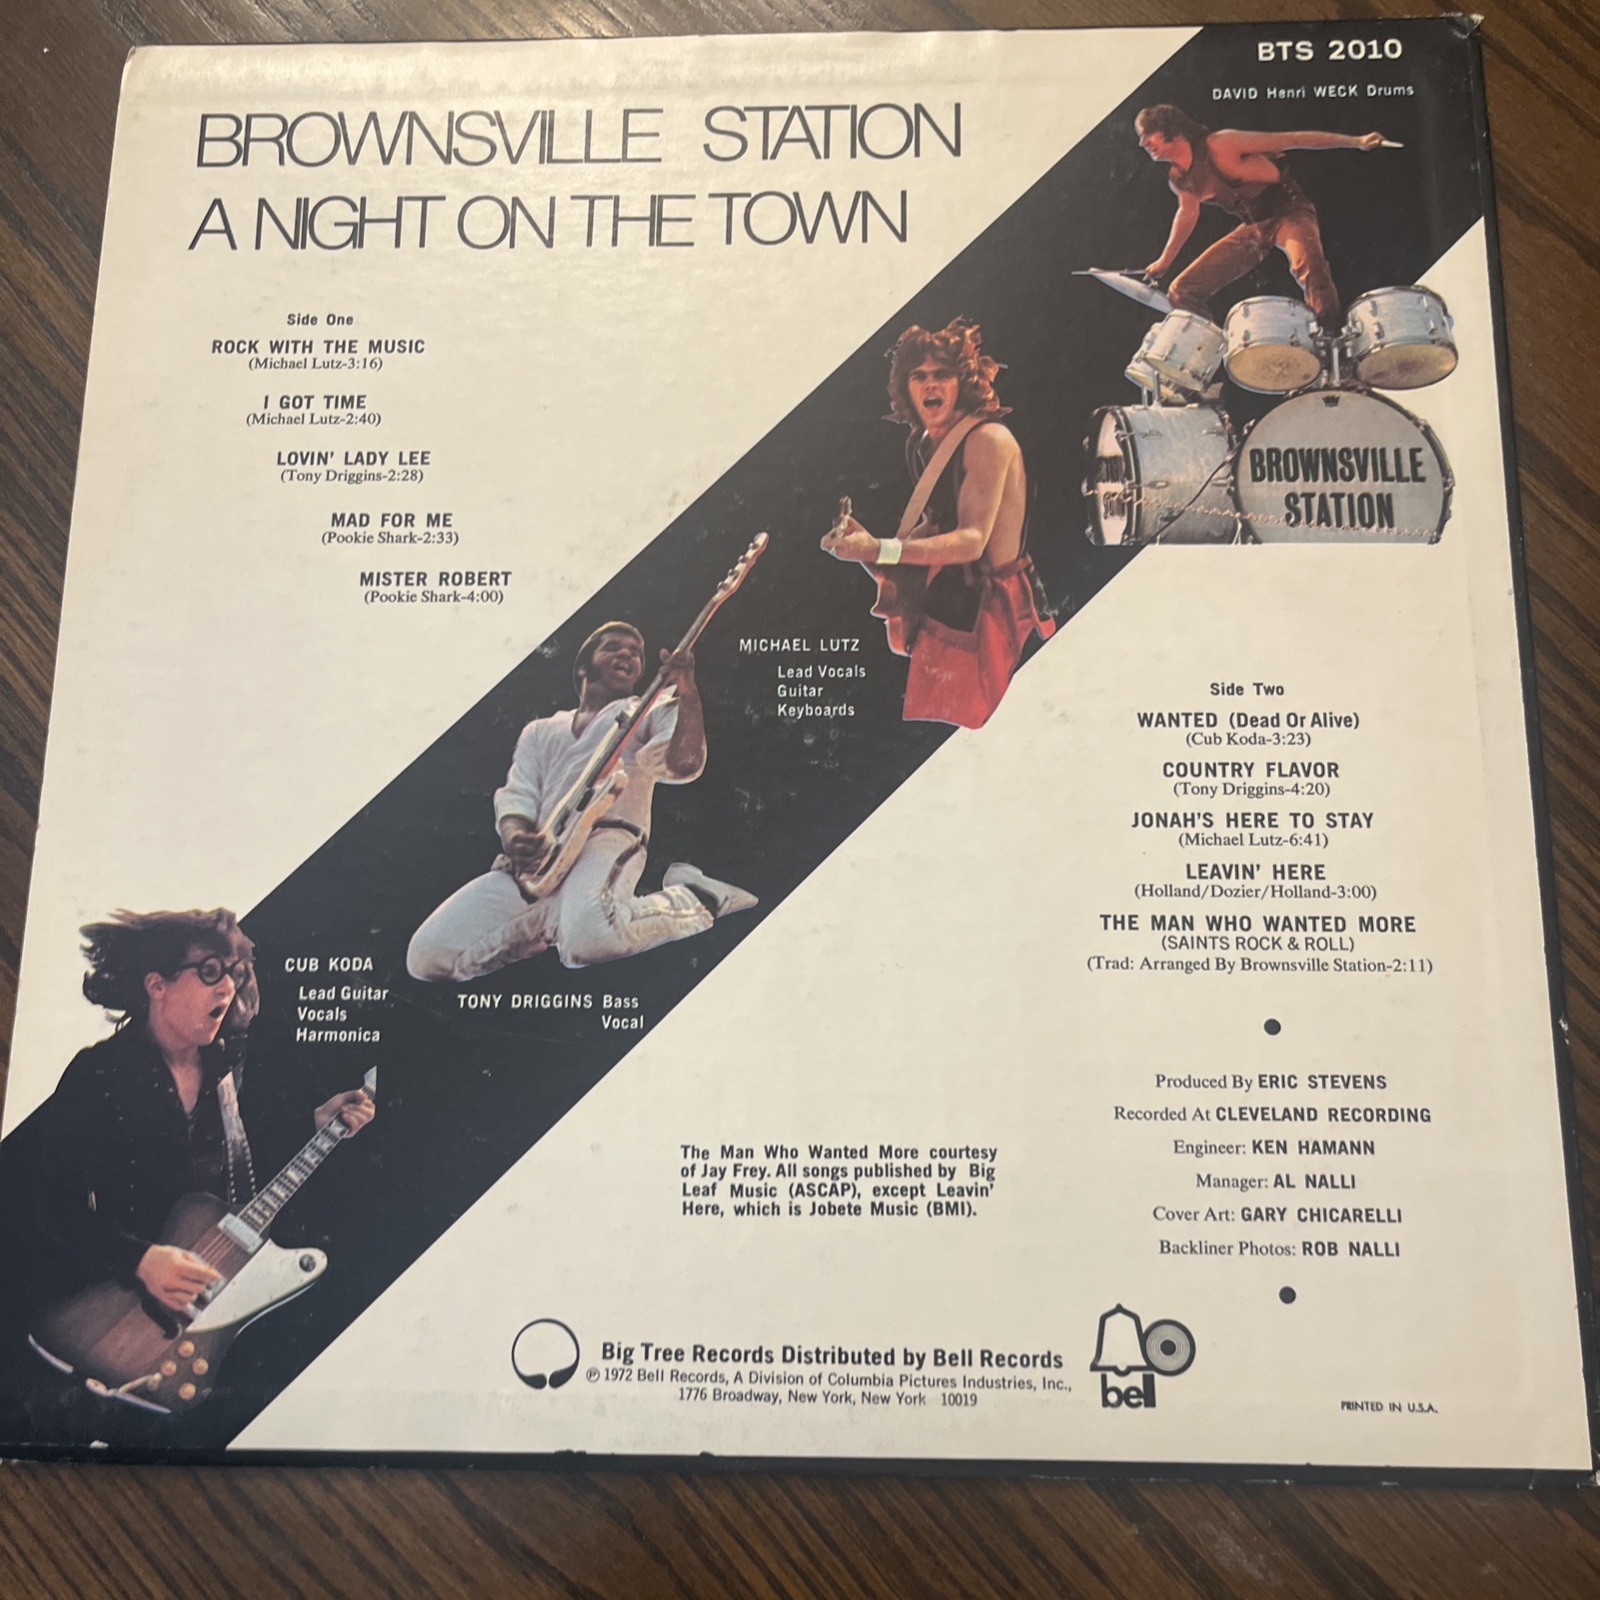 BTS 2010
DAVID Henri WECK Drums
BROWNSVILLE STATION
A NIGHT ON THE TOWN
Side One
ROCK WITH THE MUSIC
(Michael Lutz-3:16)
I GOT TIME
(Michael Lutz-2:40)
LOVIN' LADY LEE
(Tony Driggins-2:28)
MAD FOR ME
(Pookie Shark-2:33)
MISTER ROBERT
(Pookie Shark-4:00)
BROWNSVILLE
STATION
MICHAEL LUTZ
Lead Vocals
Guitar
Keyboards
CUB KODA
Lead Guitar
Vocals
Harmonica
TONY DRIGGINS Bass
Vocal
Side Two
WANTED (Dead Or Alive)
(Cub Koda-3:23)
COUNTRY FLAVOR
(Tony Driggins-4:20)
JONAH'S HERE TO STAY
(Michael Lutz-6:41)
LEAVIN' HERE
(Holland/Dozier/Holland-3:00)
THE MAN WHO WANTED MORE
(SAINTS ROCK & ROLL)
(Trad: Arranged By Brownsville Station-2:11)
Produced By ERIC STEVENS
Recorded At CLEVELAND RECORDING
Engineer: KEN HAMANN
Manager: AL NALLI
Cover Art: GARY CHICARELLI
Backliner Photos: ROB NALLI
The Man Who Wanted More courtesy
of Jay Frey. All songs published by Big
Leaf Music (ASCAP), except Leavin'
Here, which is Jobete Music (BMI).
Big Tree Records Distributed by Bell Records
℗ 1972 Bell Records, A Division of Columbia Pictures Industries, Inc.,
1776 Broadway, New York, New York 10019
bell
PRINTED IN U.S.A.